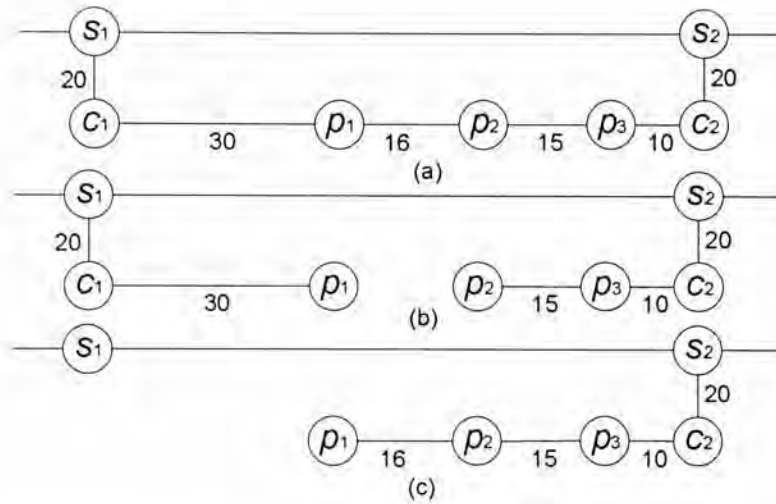 S1 S2
20 20
C1 p1 p2 p3 C2
30 16 15 10
(a)
S1 S2
20 20
C1 p1 p2 p3 C2
30 15 10
(b)
S1 S2
20
p1 p2 p3 C2
16 15 10
(c)